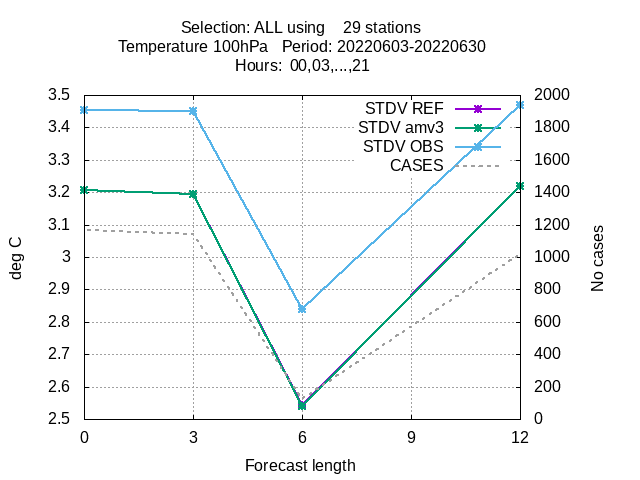 Selection: ALL using    29 stations
Temperature 100hPa   Period: 20220603-20220630
Hours:  00,03,...,21
3.5
3.4
3.3
3.2
3.1
3
2.9
2.8
2.7
2.6
2.5
deg C
STDV REF
STDV amv3
STDV OBS
CASES
2000
1800
1600
1400
1200
1000
800
600
400
200
0
No cases
0 3 6 9 12
Forecast length